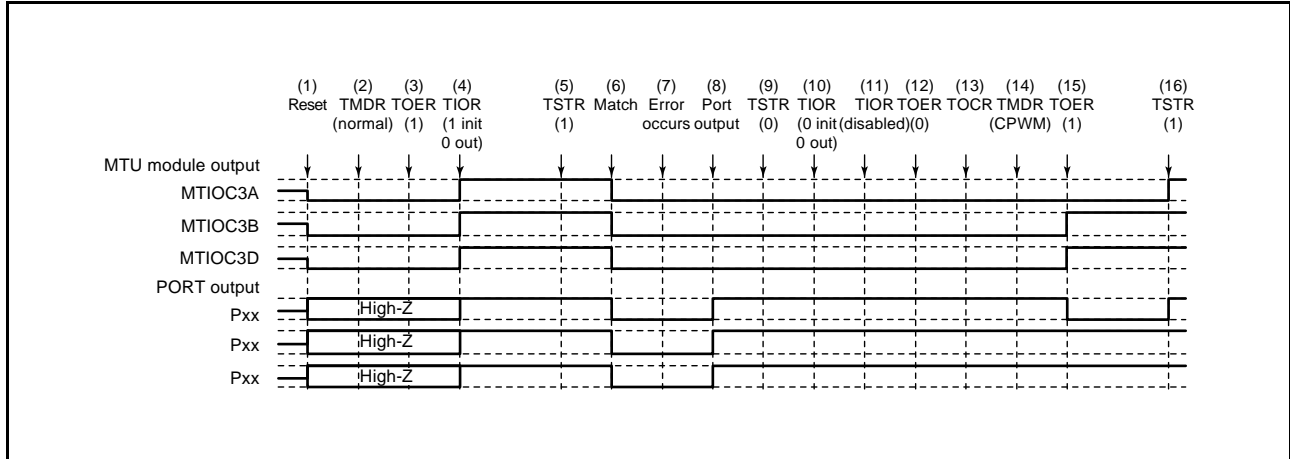 (1) (2) (3) (4) (5) (6) (7) (8) (9) (10) (11) (12) (13) (14) (15) (16)
Reset TMDR TOER TIOR TSTR Match Error Port TSTR TIOR TIOR TOER TOCR TMDR TOER TSTR
(normal) (1) (1 init (1) occurs output (0) (0 init (disabled) (0) (CPWM) (1) (1)
0 out) 0 out)
MTU module output
MTIOC3A
MTIOC3B
MTIOC3D
PORT output
Pxx High-Z
Pxx High-Z
Pxx High-Z